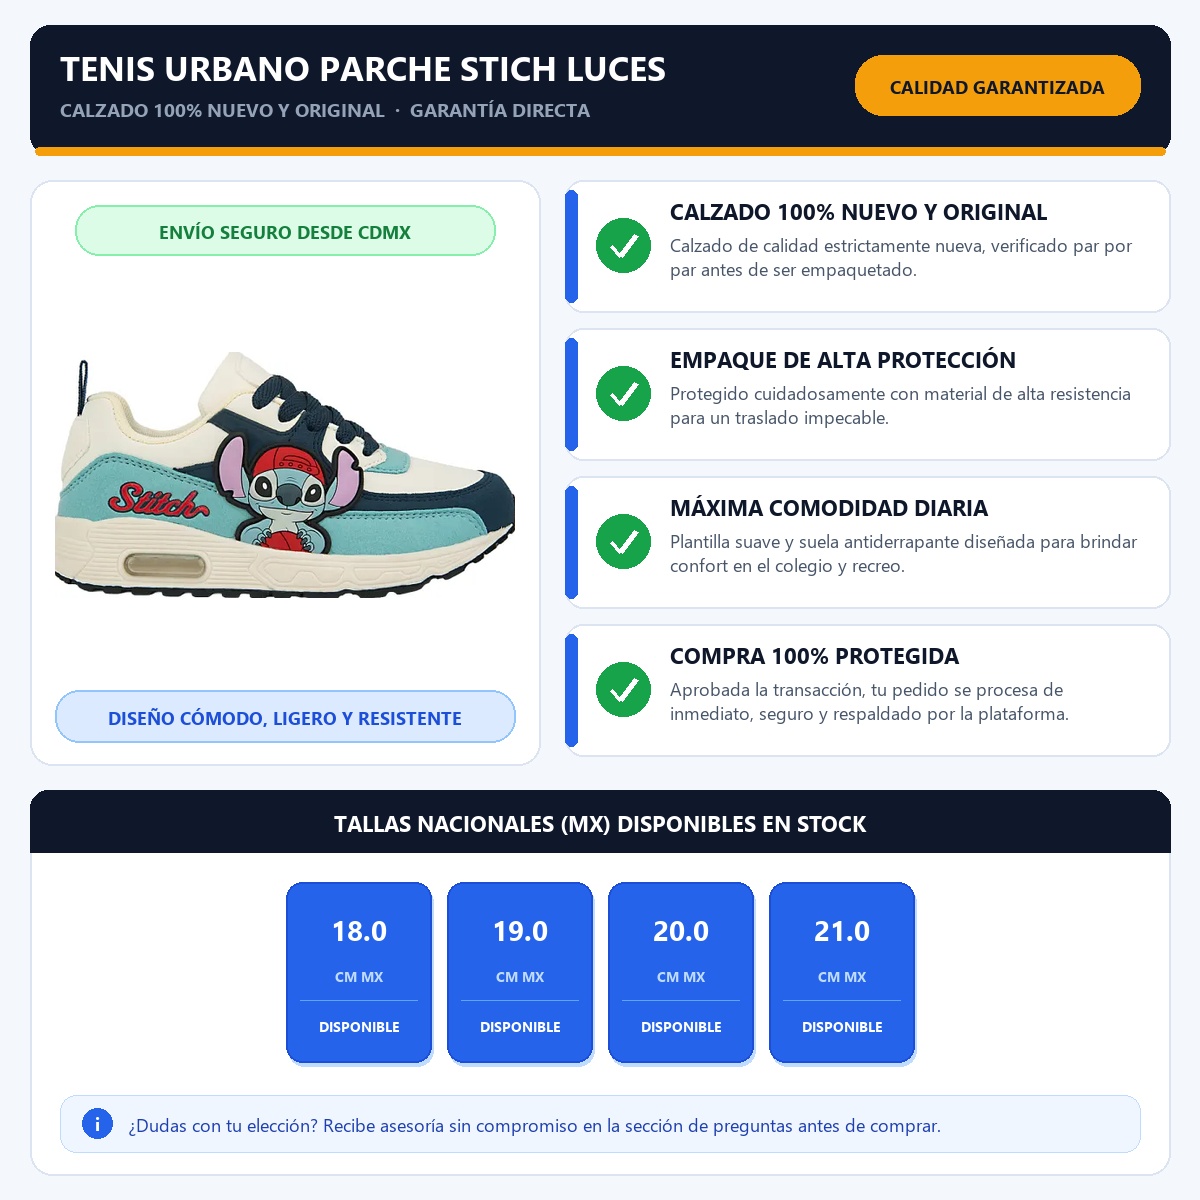 TENIS URBANO PARCHE STICH LUCES
CALZADO 100% NUEVO Y ORIGINAL · GARANTÍA DIRECTA
CALIDAD GARANTIZADA
ENVÍO SEGURO DESDE CDMX
Stitch
DISEÑO CÓMODO, LIGERO Y RESISTENTE
CALZADO 100% NUEVO Y ORIGINAL
Calzado de calidad estrictamente nueva, verificado par por
par antes de ser empaquetado.
EMPAQUE DE ALTA PROTECCIÓN
Protegido cuidadosamente con material de alta resistencia
para un traslado impecable.
MÁXIMA COMODIDAD DIARIA
Plantilla suave y suela antiderrapante diseñada para brindar
confort en el colegio y recreo.
COMPRA 100% PROTEGIDA
Aprobada la transacción, tu pedido se procesa de
inmediato, seguro y respaldado por la plataforma.
TALLAS NACIONALES (MX) DISPONIBLES EN STOCK
18.0
CM MX
DISPONIBLE
19.0
CM MX
DISPONIBLE
20.0
CM MX
DISPONIBLE
21.0
CM MX
DISPONIBLE
¿Dudas con tu elección? Recibe asesoría sin compromiso en la sección de preguntas antes de comprar.